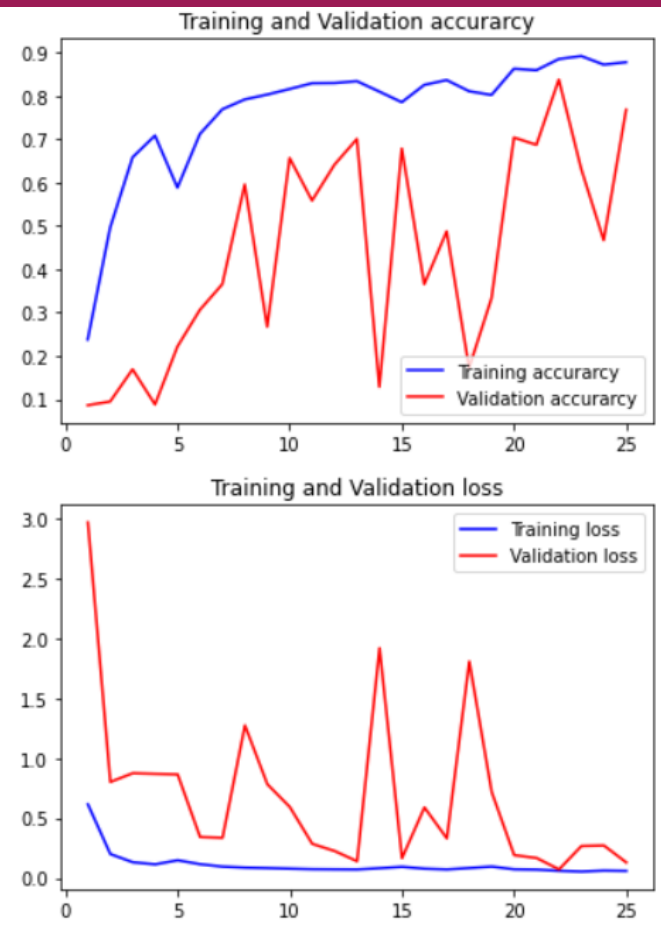 Training and Validation accurarcy
0.9
0.8
0.7
0.6
0.5
0.4
0.3
0.2
0.1
Training accurarcy
Validation accurarcy
0 5 10 15 20 25
Training and Validation loss
3.0
2.5
2.0
1.5
1.0
0.5
0.0
Training loss
Validation loss
0 5 10 15 20 25